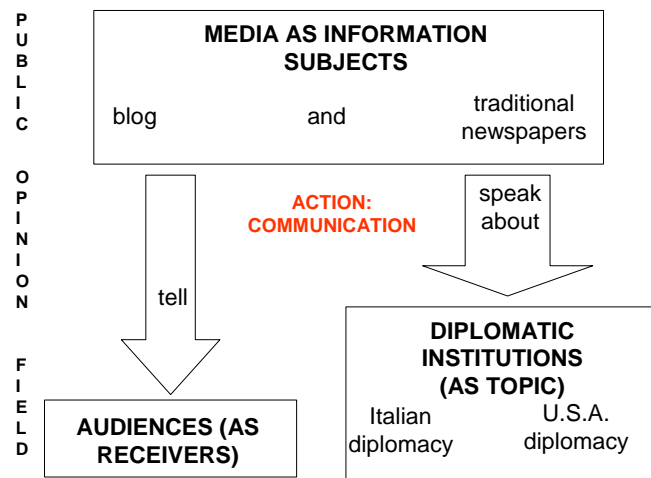 PUBLIC OPINION FIELD
MEDIA AS INFORMATION
SUBJECTS
blog and traditional
newspapers
ACTION:
COMMUNICATION
speak
about
tell
DIPLOMATIC
INSTITUTIONS
(AS TOPIC)
Italian
diplomacy
U.S.A.
diplomacy
AUDIENCES (AS
RECEIVERS)